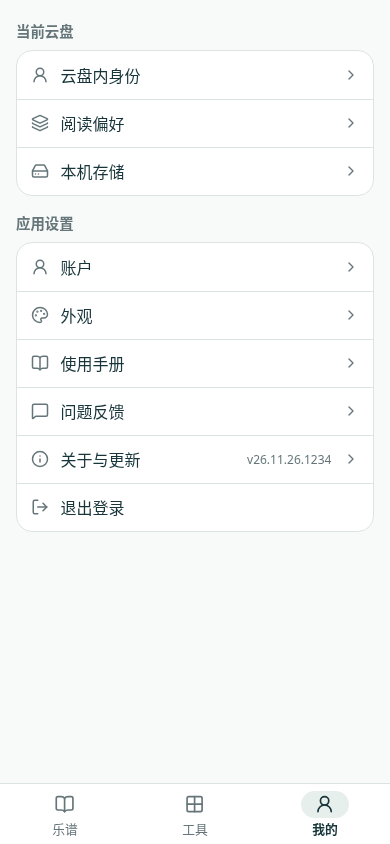 当前云盘
云盘内身份
阅读偏好
本机存储
应用设置
账户
外观
使用手册
问题反馈
关于与更新 v26.11.26.1234
退出登录
乐谱 工具 我的